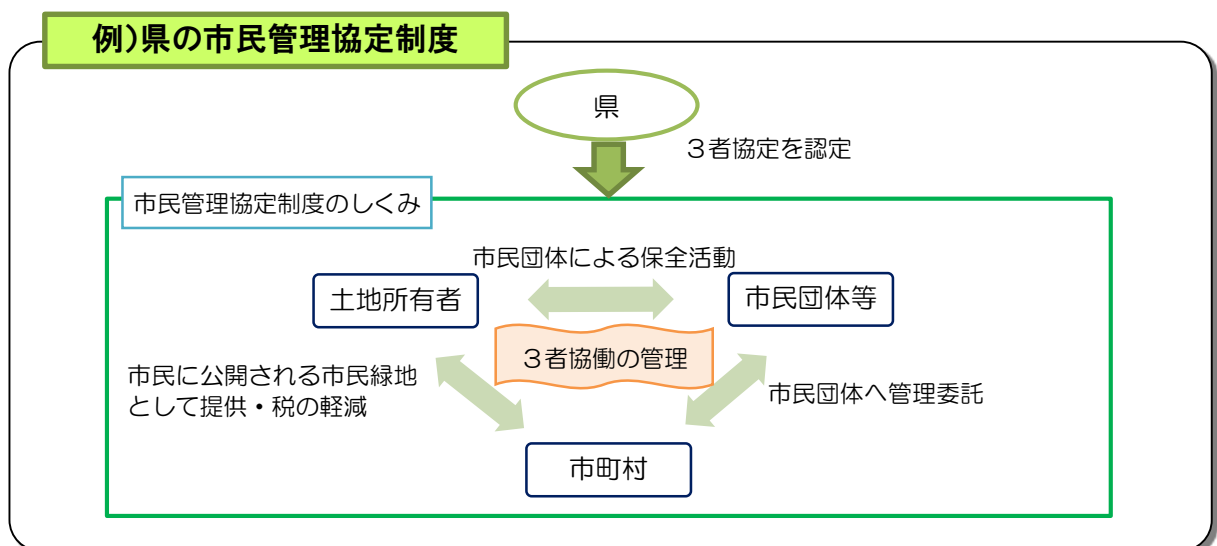 例)県の市民管理協定制度
県
３者協定を認定
市民管理協定制度のしくみ
市民団体による保全活動
土地所有者
市民団体等
３者協働の管理
市民に公開される市民緑地
として提供・税の軽減
市民団体へ管理委託
市町村